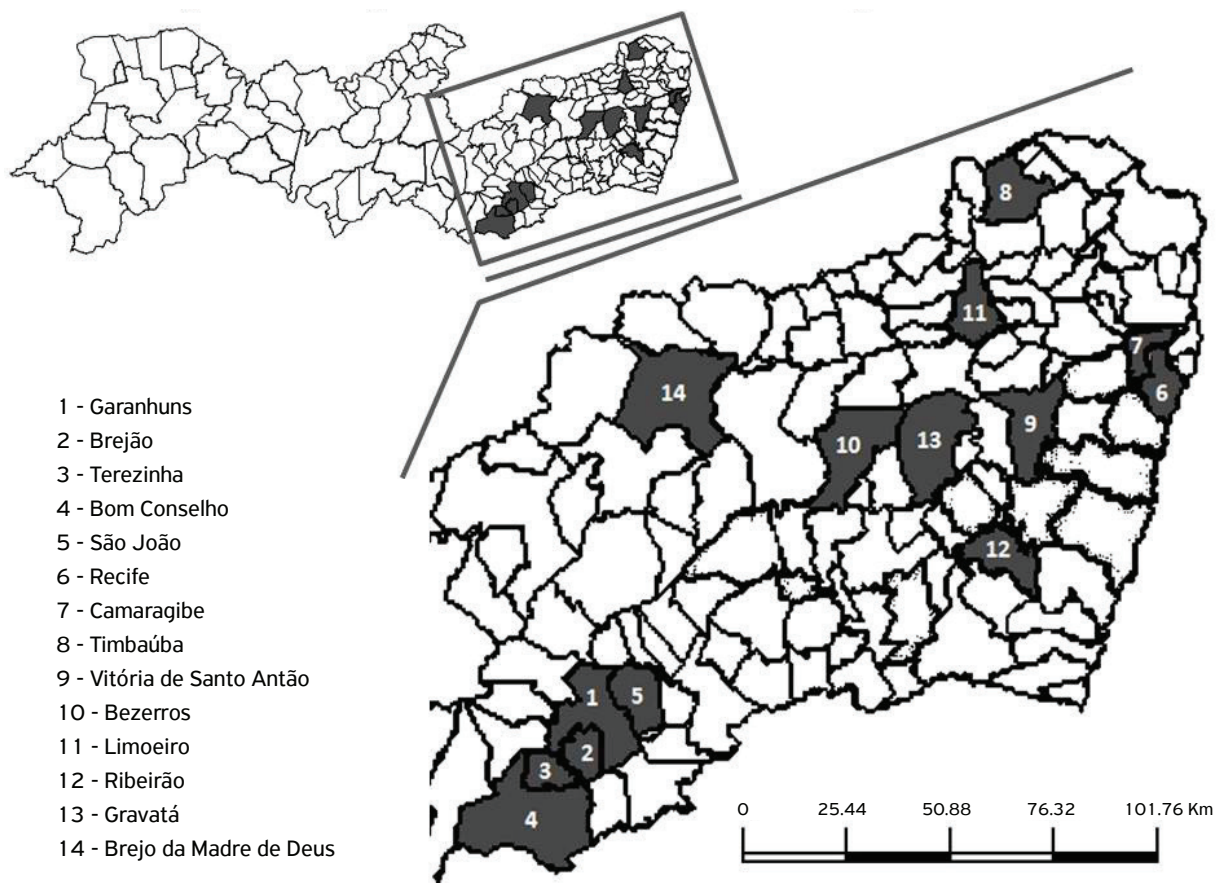 1 - Garanhuns
2 - Brejão
3 - Terezinha
4 - Bom Conselho
5 - São João
6 - Recife
7 - Camaragibe
8 - Timbaúba
9 - Vitória de Santo Antão
10 - Bezerros
11 - Limoeiro
12 - Ribeirão
13 - Gravatá
14 - Brejo da Madre de Deus
8
11
7
6
14
10
13
9
12
1
5
2
3
4
0 25.44 50.88 76.32 101.76 Km